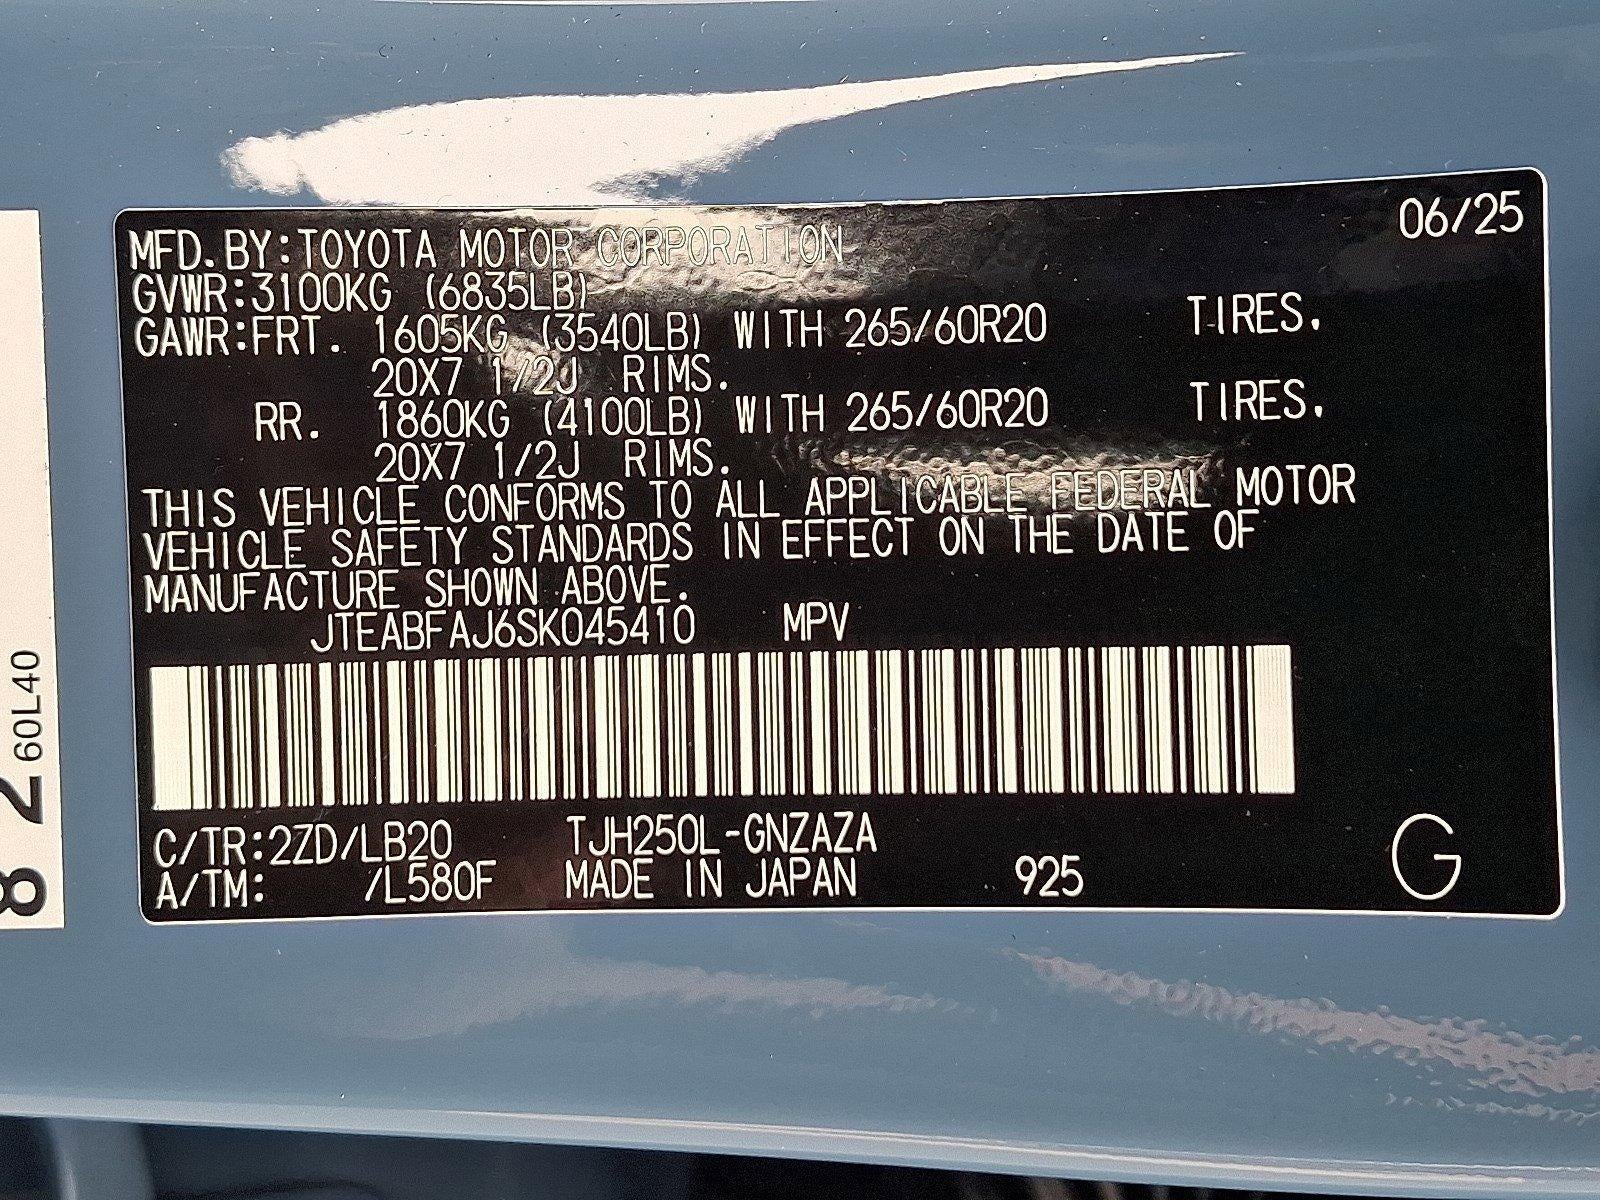 06/25
MFD. BY:TOYOTA MOTOR CORPORATION
GVWR:3100KG (6835LB)
GAWR:FRT. 1605KG (3540LB) WITH 265/60R20 TIRES.
20X7 1/2J RIMS.
RR. 1860KG (4100LB) WITH 265/60R20 TIRES.
20X7 1/2J RIMS.
THIS VEHICLE CONFORMS TO ALL APPLICABLE FEDERAL MOTOR
VEHICLE SAFETY STANDARDS IN EFFECT ON THE DATE OF
MANUFACTURE SHOWN ABOVE.
JTEABFAJ6SK045410 MPV
C/TR:2ZD/LB20 TJH250L-GNZAZA
A/TM: /L580F MADE IN JAPAN 925 G
60L40
8 2